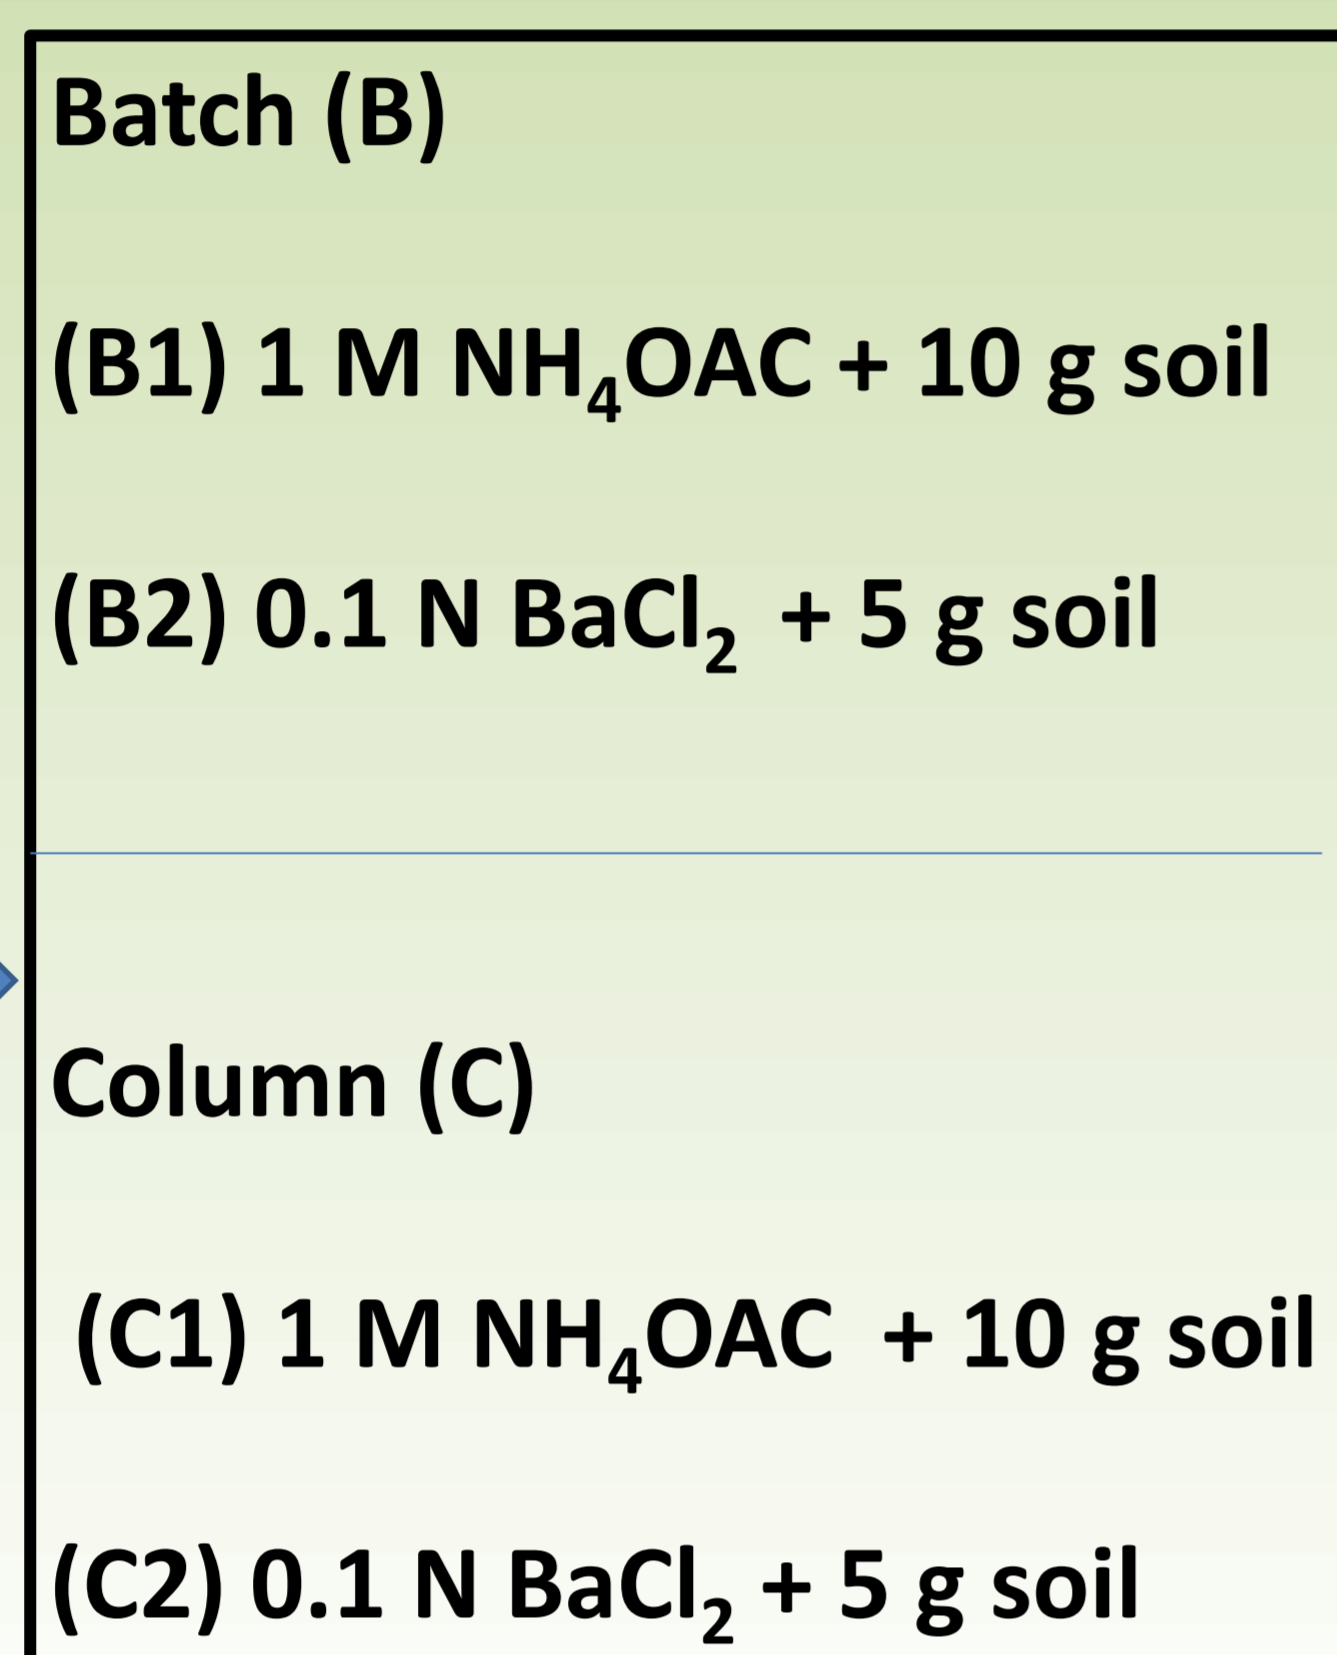 Batch (B)
(B1) 1 M NH₄OAC + 10 g soil
(B2) 0.1 N BaCl₂ + 5 g soil
Column (C)
(C1) 1 M NH₄OAC + 10 g soil
(C2) 0.1 N BaCl₂ + 5 g soil